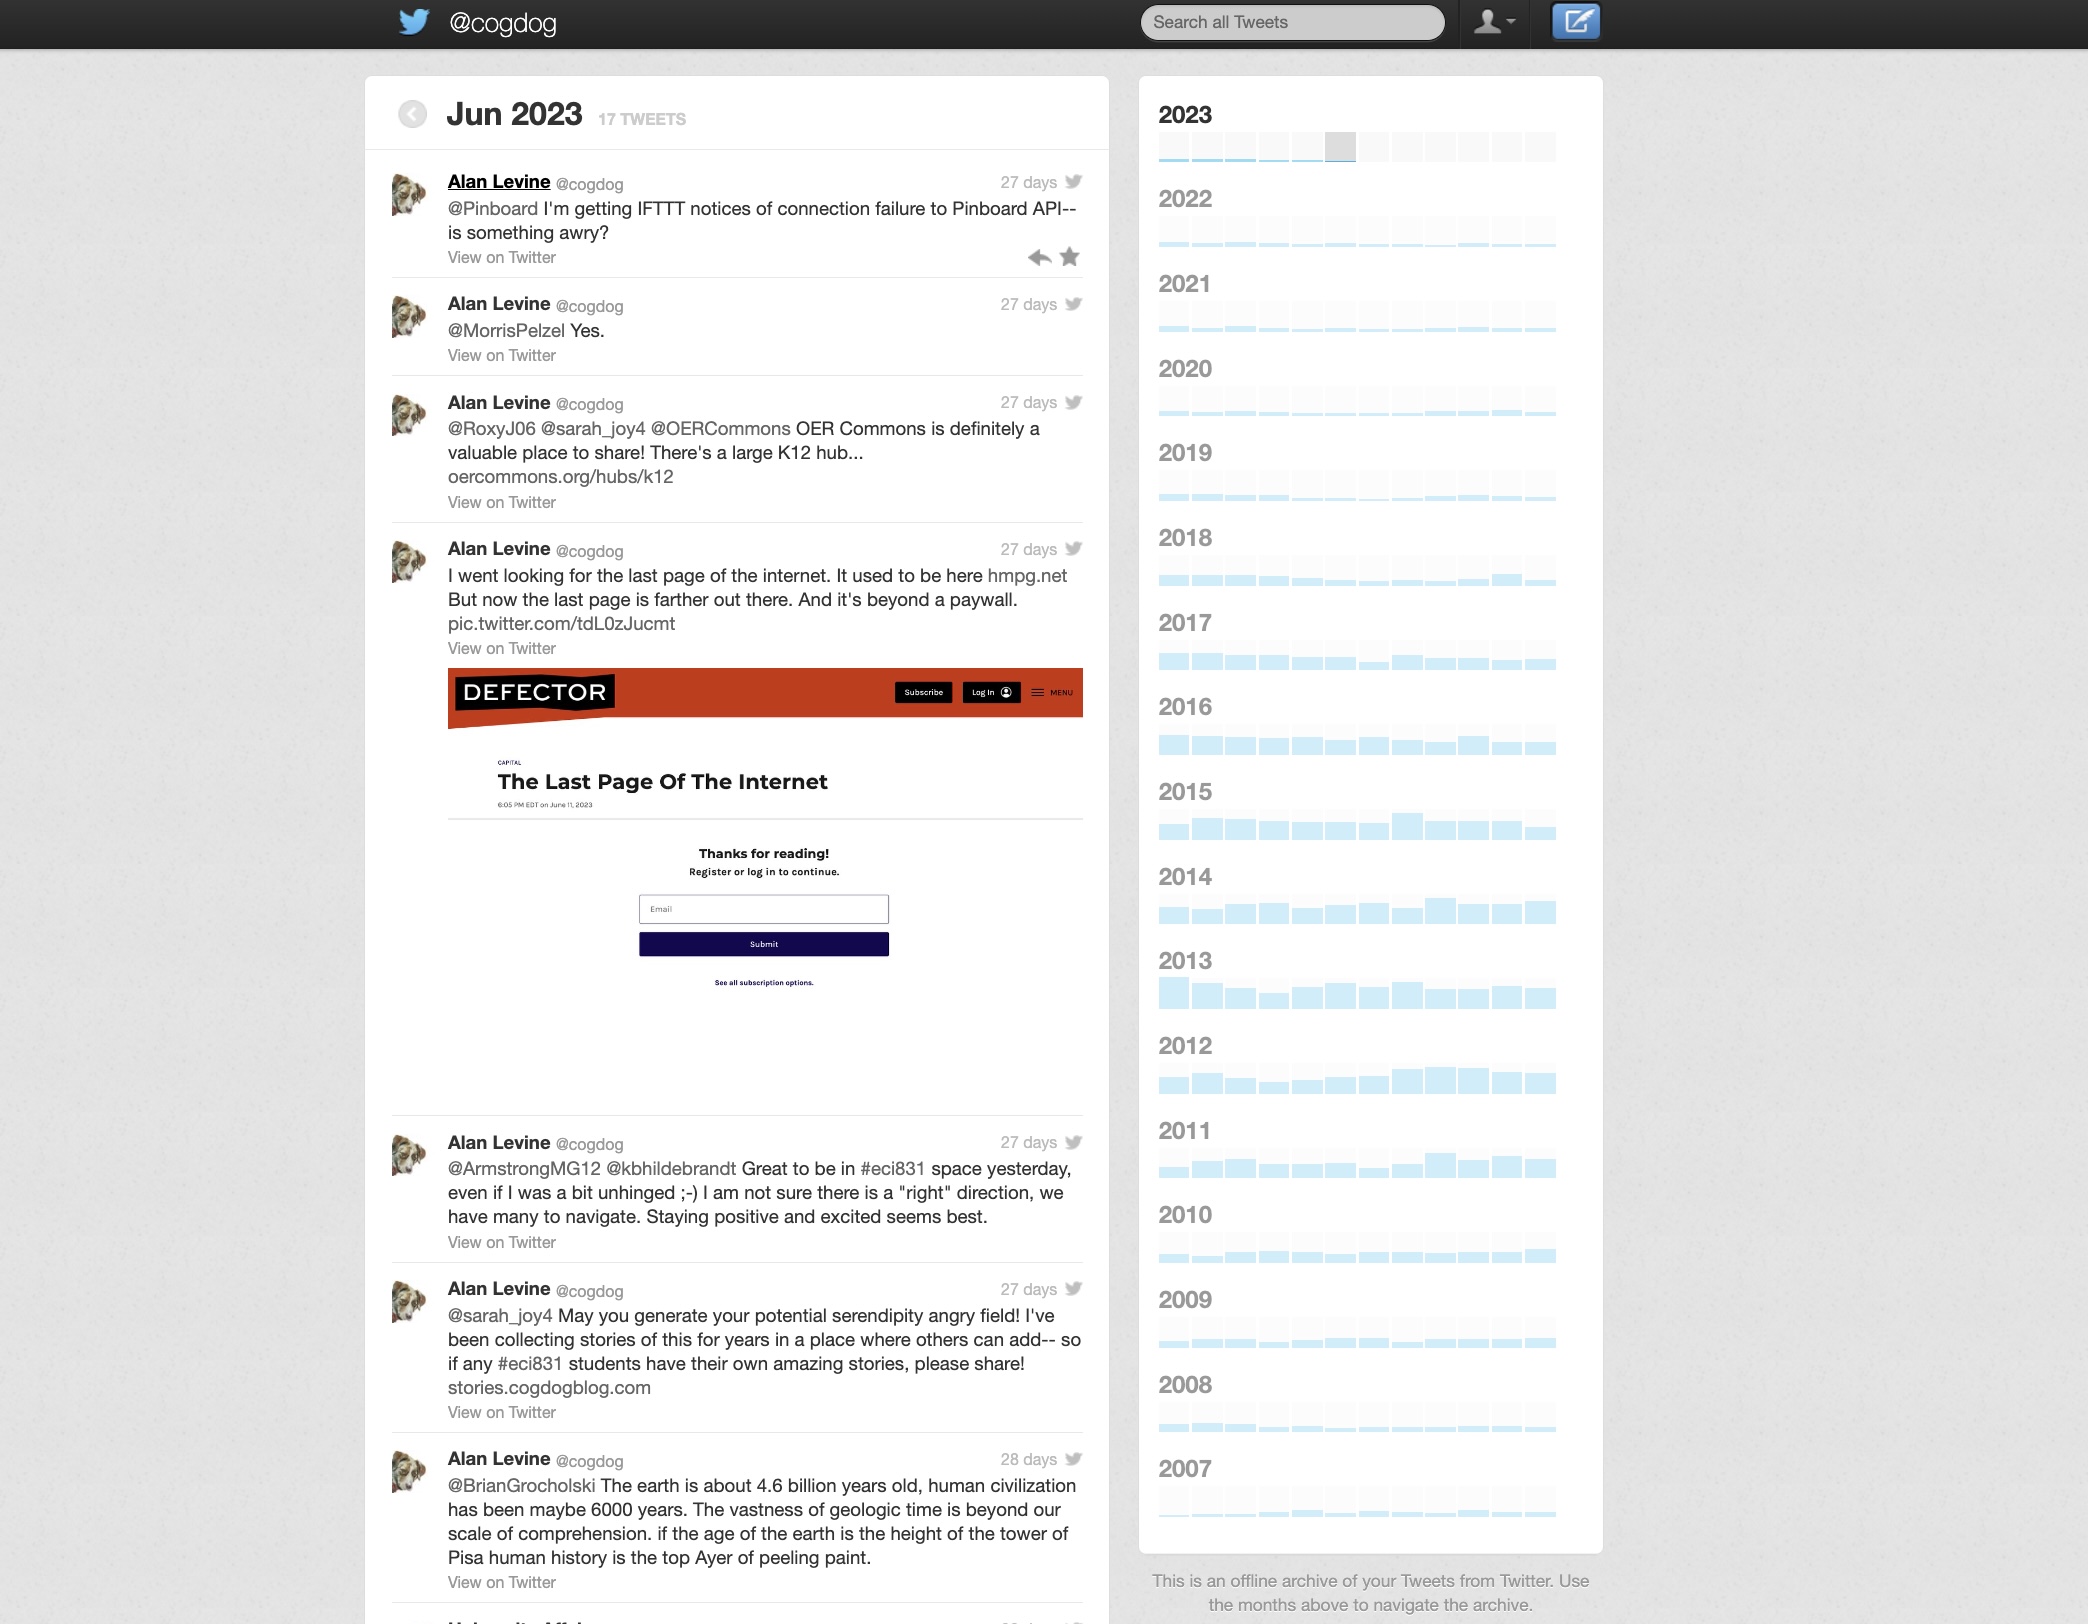 @cogdog
Search all Tweets
Jun 2023 17 TWEETS
Alan Levine @cogdog 27 days
@Pinboard I'm getting IFTTT notices of connection failure to Pinboard API--
is something awry?
View on Twitter
Alan Levine @cogdog 27 days
@MorrisPelzel Yes.
View on Twitter
Alan Levine @cogdog 27 days
@RoxyJ06 @sarah_joy4 @OERCommons OER Commons is definitely a
valuable place to share! There's a large K12 hub...
oercommons.org/hubs/k12
View on Twitter
Alan Levine @cogdog 27 days
I went looking for the last page of the internet. It used to be here hmpg.net
But now the last page is farther out there. And it's beyond a paywall.
pic.twitter.com/tdL0zJucmt
View on Twitter
DEFECTOR
Subscribe
Log In
MENU
CAPITAL
The Last Page Of The Internet
6:05 PM EDT on June 11, 2023
Thanks for reading!
Register or log in to continue.
Email
Submit
See all subscription options.
Alan Levine @cogdog 27 days
@ArmstrongMG12 @kbhildebrandt Great to be in #eci831 space yesterday,
even if I was a bit unhinged ;-) I am not sure there is a "right" direction, we
have many to navigate. Staying positive and excited seems best.
View on Twitter
Alan Levine @cogdog 27 days
@sarah_joy4 May you generate your potential serendipity angry field! I've
been collecting stories of this for years in a place where others can add-- so
if any #eci831 students have their own amazing stories, please share!
stories.cogdogblog.com
View on Twitter
Alan Levine @cogdog 28 days
@BrianGrocholski The earth is about 4.6 billion years old, human civilization
has been maybe 6000 years. The vastness of geologic time is beyond our
scale of comprehension. if the age of the earth is the height of the tower of
Pisa human history is the top Ayer of peeling paint.
View on Twitter
2023
2022
2021
2020
2019
2018
2017
2016
2015
2014
2013
2012
2011
2010
2009
2008
2007
This is an offline archive of your Tweets from Twitter. Use
the months above to navigate the archive.